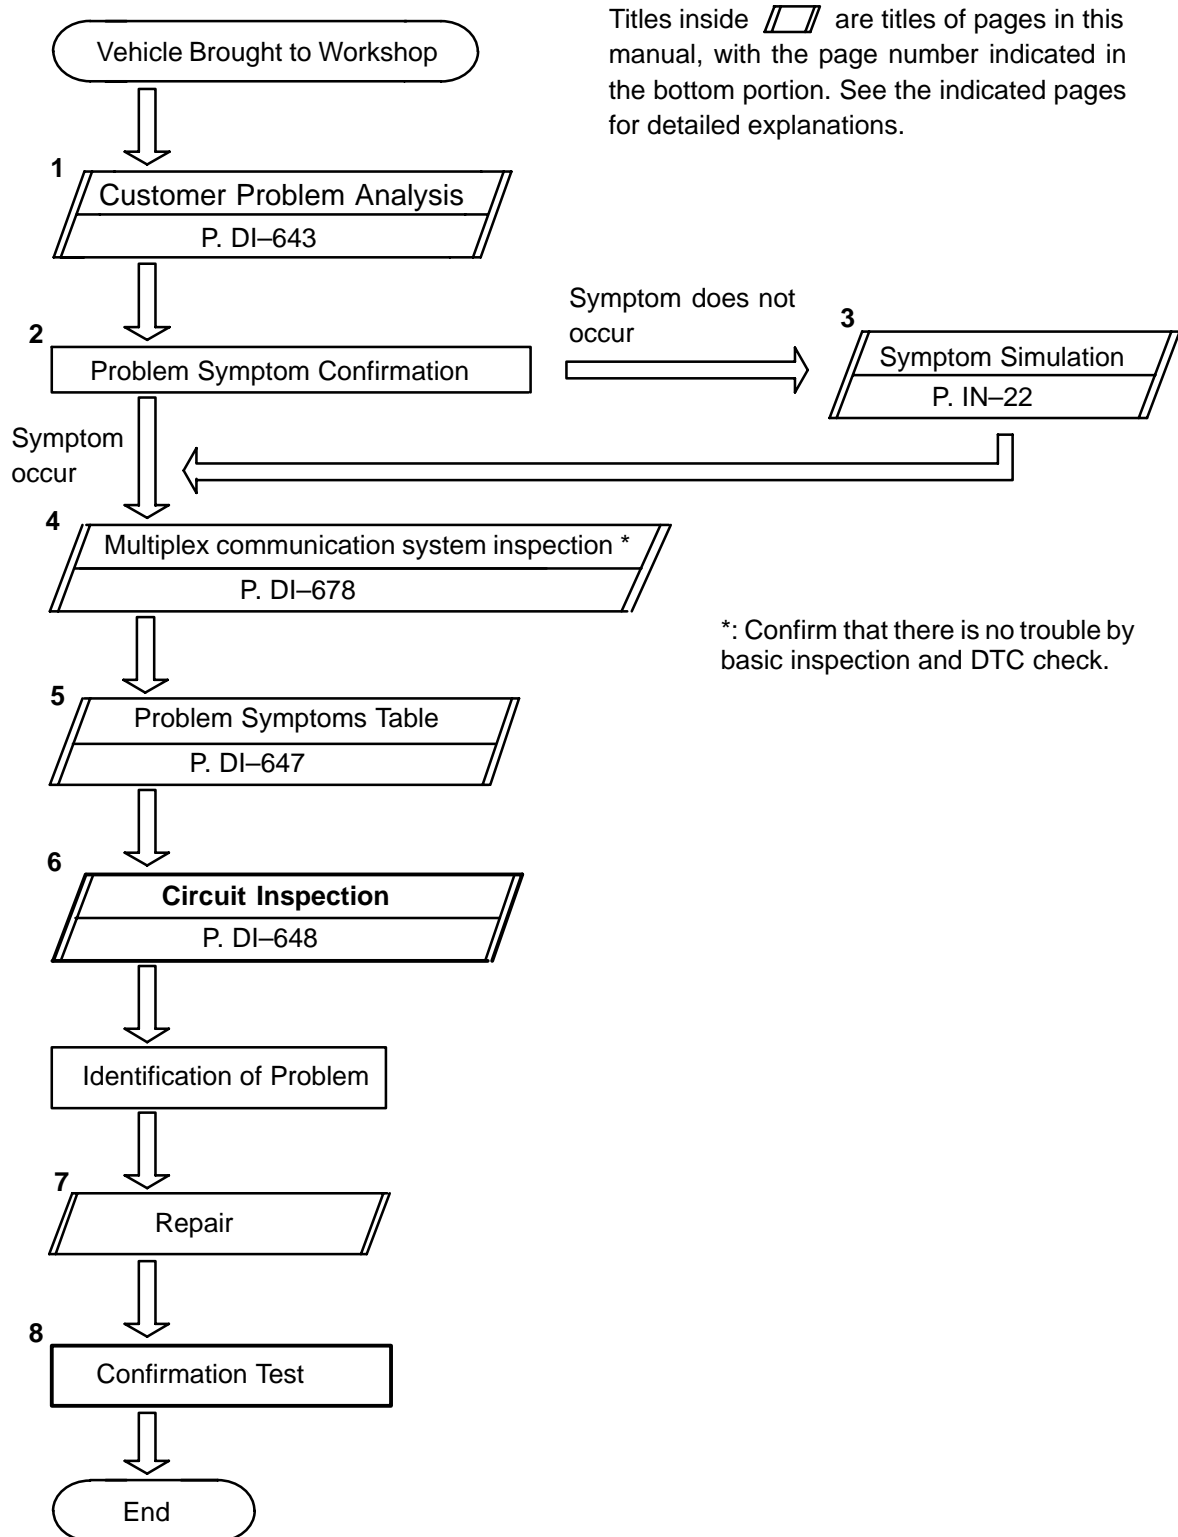 Titles inside are titles of pages in this
manual, with the page number indicated in
the bottom portion. See the indicated pages
for detailed explanations.
Vehicle Brought to Workshop
1
Customer Problem Analysis
P. DI–643
2
Problem Symptom Confirmation
Symptom does not
occur
3
Symptom Simulation
P. IN–22
Symptom
occur
4
Multiplex communication system inspection *
P. DI–678
*: Confirm that there is no trouble by
basic inspection and DTC check.
5
Problem Symptoms Table
P. DI–647
6
Circuit Inspection
P. DI–648
Identification of Problem
7
Repair
8
Confirmation Test
End